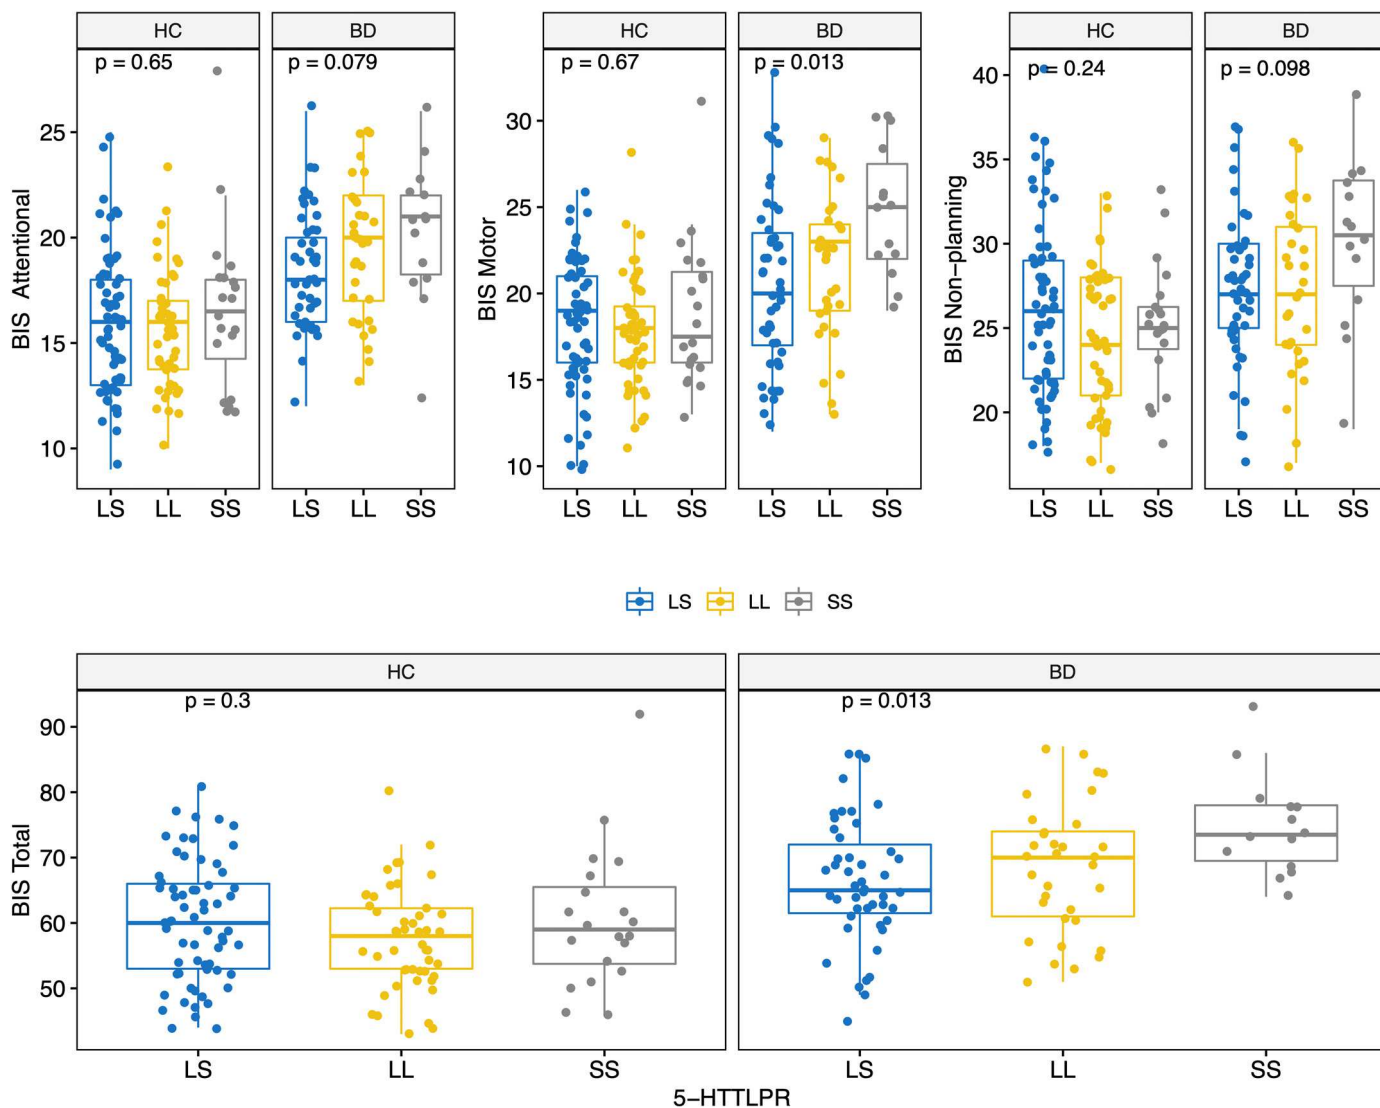 HC BD HC BD HC BD
p = 0.65 p = 0.079 p = 0.67 p = 0.013 p = 0.24 p = 0.098
BIS Attentional
25
20
15
10
LS LL SS LS LL SS
BIS Motor
30
25
20
15
10
LS LL SS LS LL SS
BIS Non-planning
40
35
30
25
20
LS LL SS LS LL SS
LS LL SS
HC BD
p = 0.3 p = 0.013
BIS Total
90
80
70
60
50
LS LL SS LS LL SS
5-HTTLPR